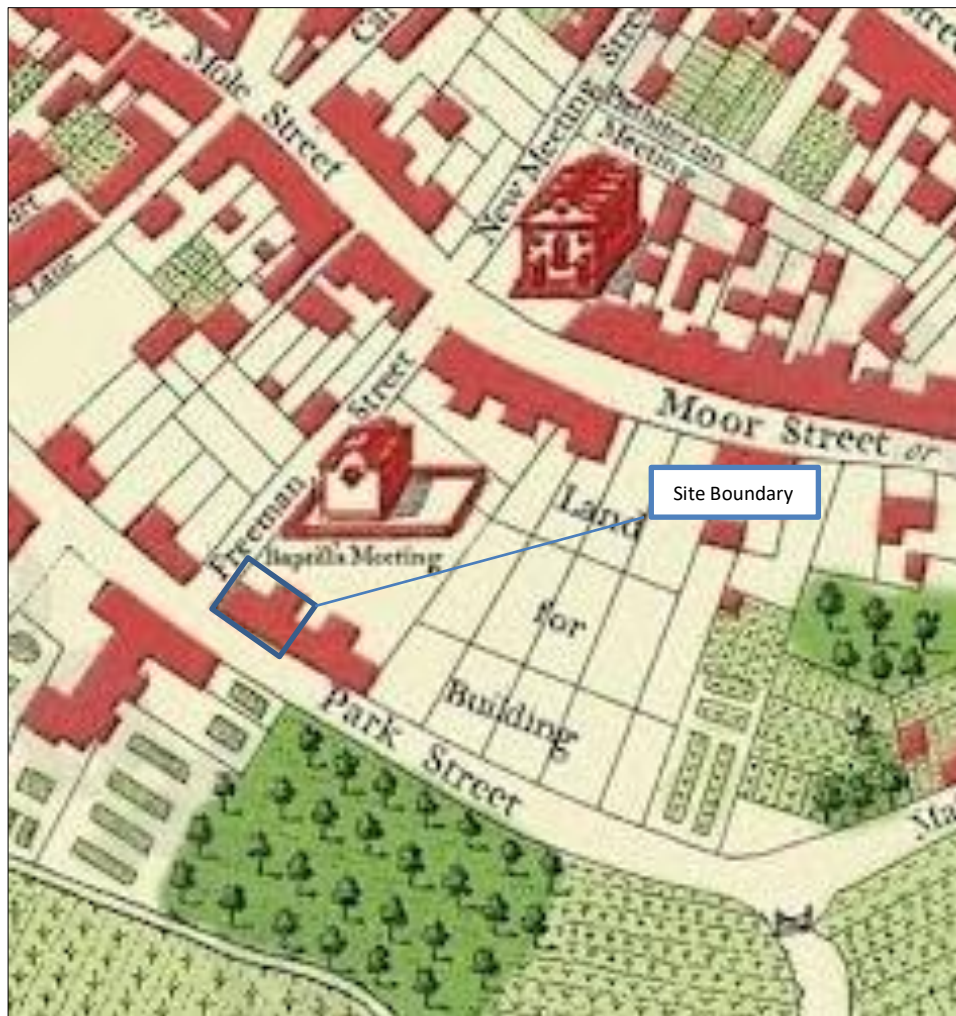 or
Mole Street
New Meeting Street
Meeting
Moor Street or
Freeman Street
Site Boundary
Land
for
Building
Baptists Meeting
Park Street